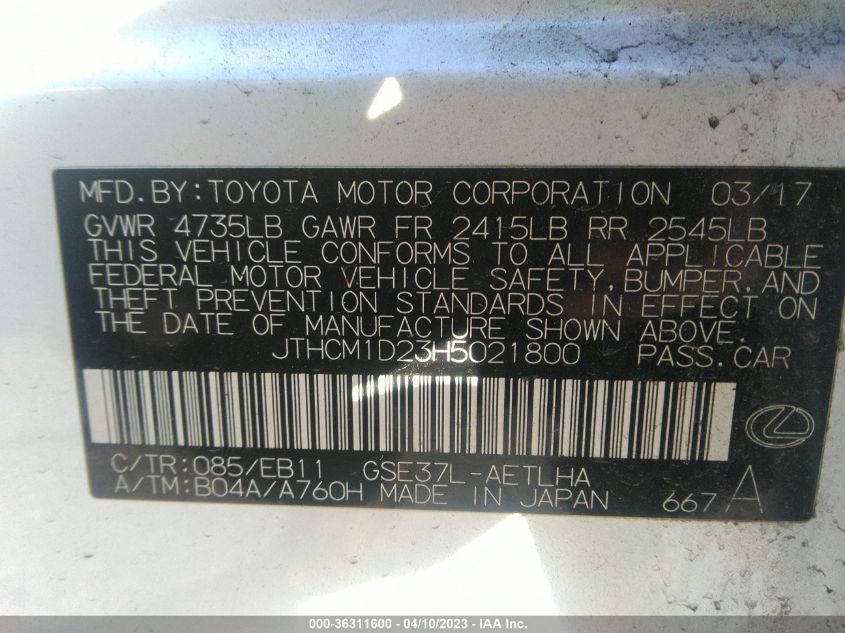 MFD.BY:TOYOTA MOTOR CORPORATION 03/17
GVWR 4735LB GAWR FR 2415LB RR 2545LB
THIS VEHICLE CONFORMS TO ALL APPLICABLE
FEDERAL MOTOR VEHICLE SAFETY,BUMPER,AND
THEFT PREVENTION STANDARDS IN EFFECT ON
THE DATE OF MANUFACTURE SHOWN ABOVE.
JTHCM1D23H5021800 PASS.CAR
C/TR:085/EB11 GSE37L-AETLHA
A/TM:B04A/A760H MADE IN JAPAN 667 A
000-36311600 - 04/10/2023 - IAA Inc.